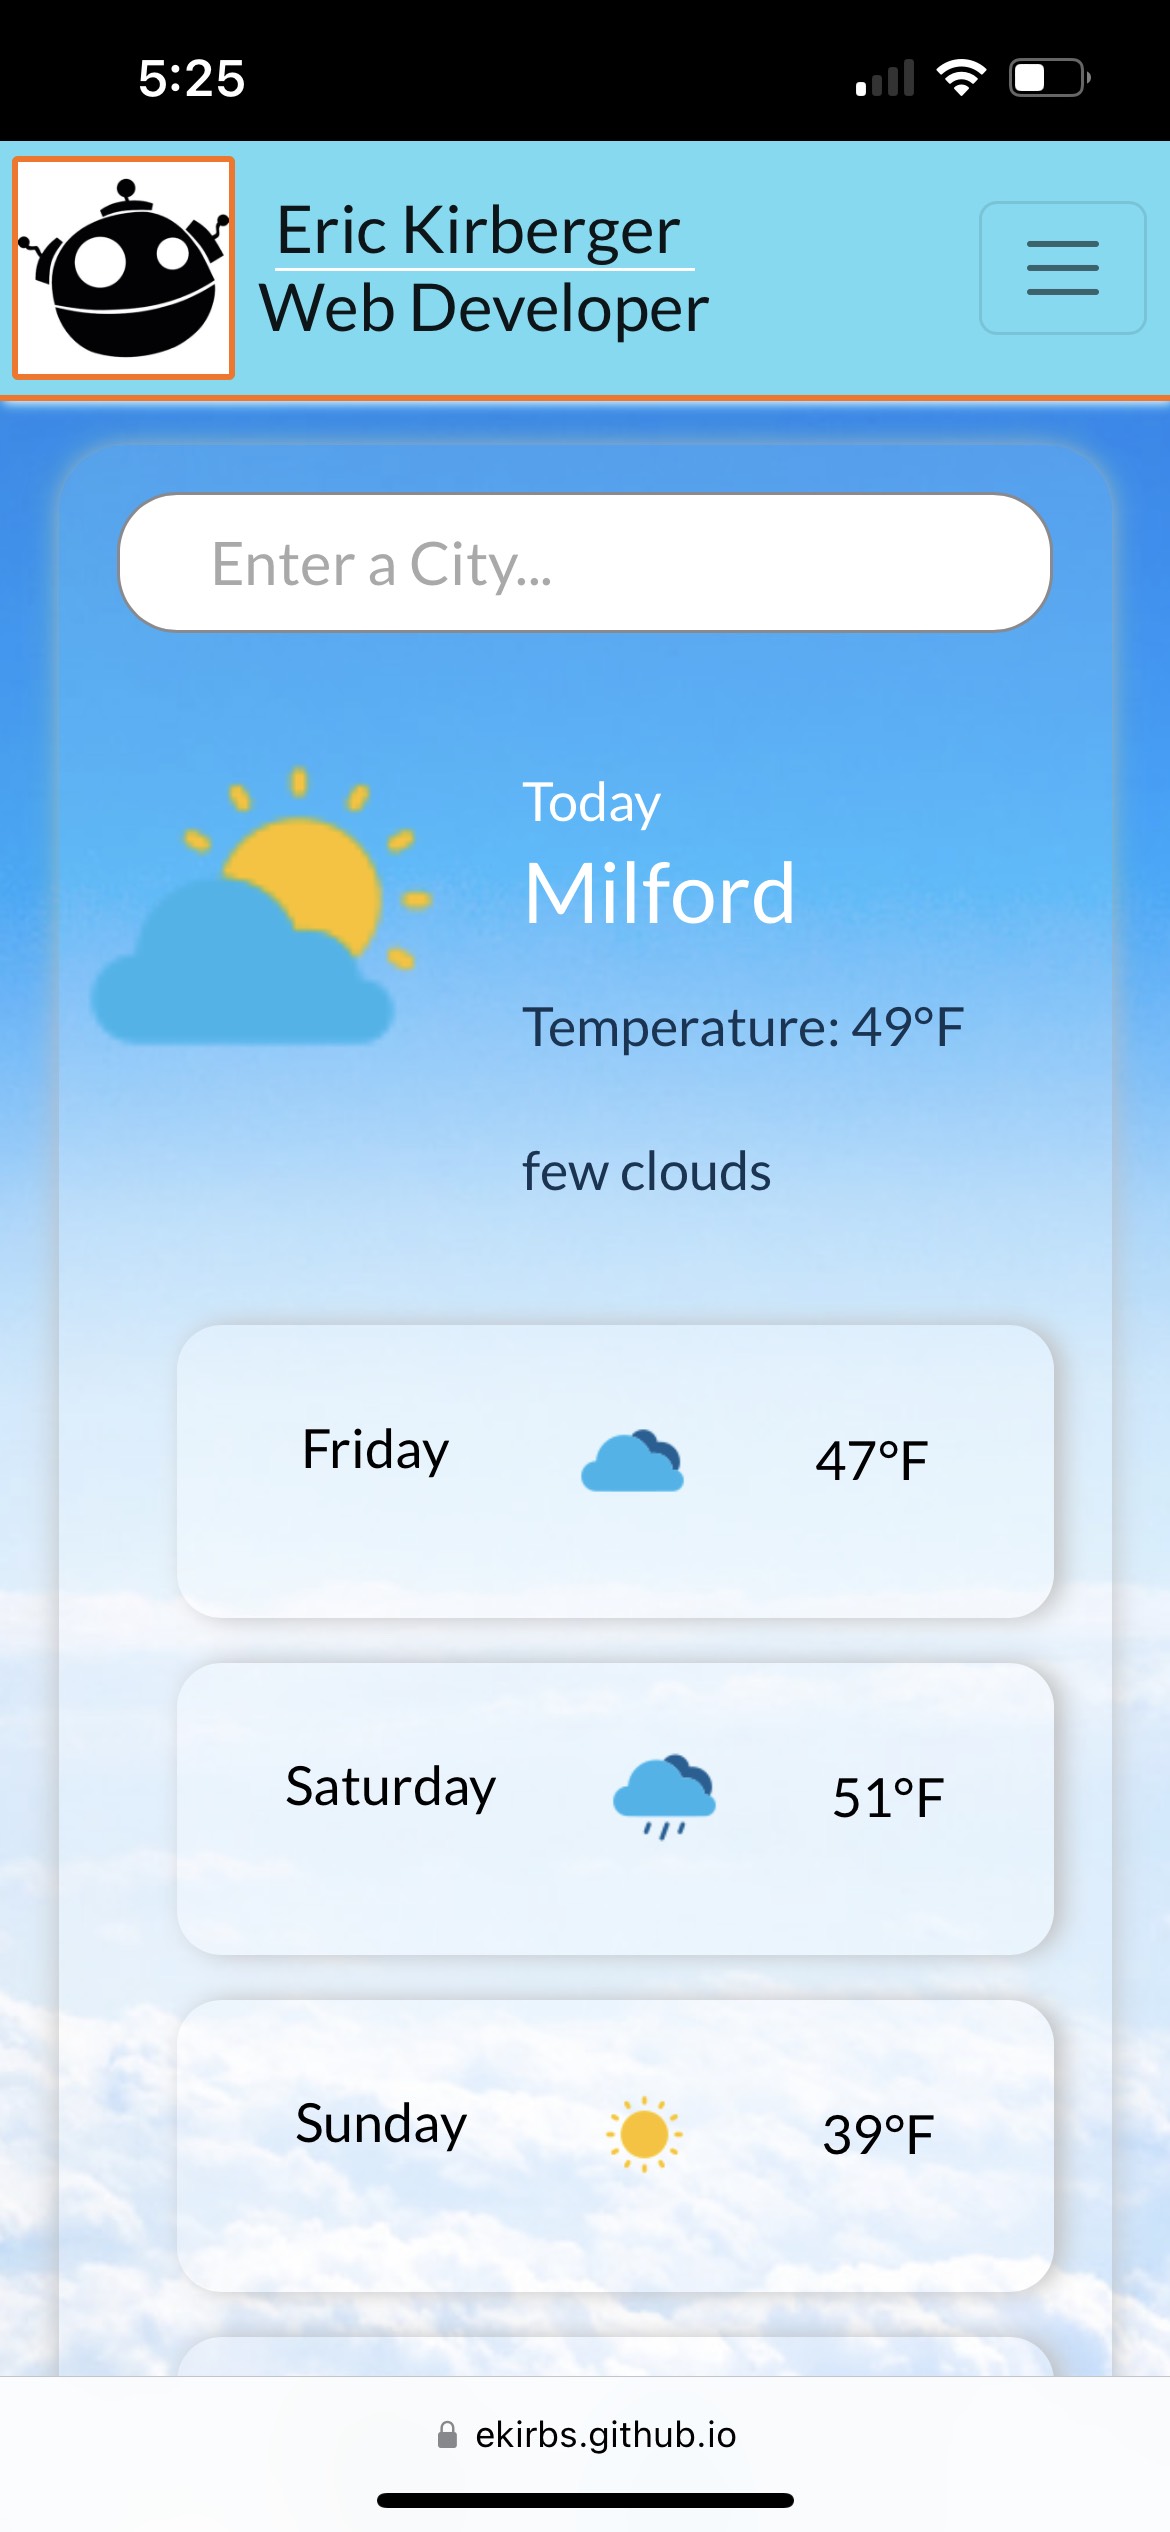 5:25
Eric Kirberger
Web Developer
Enter a City...
Today
Milford
Temperature: 49°F
few clouds
Friday 47°F
Saturday 51°F
Sunday 39°F
ekirbs.github.io